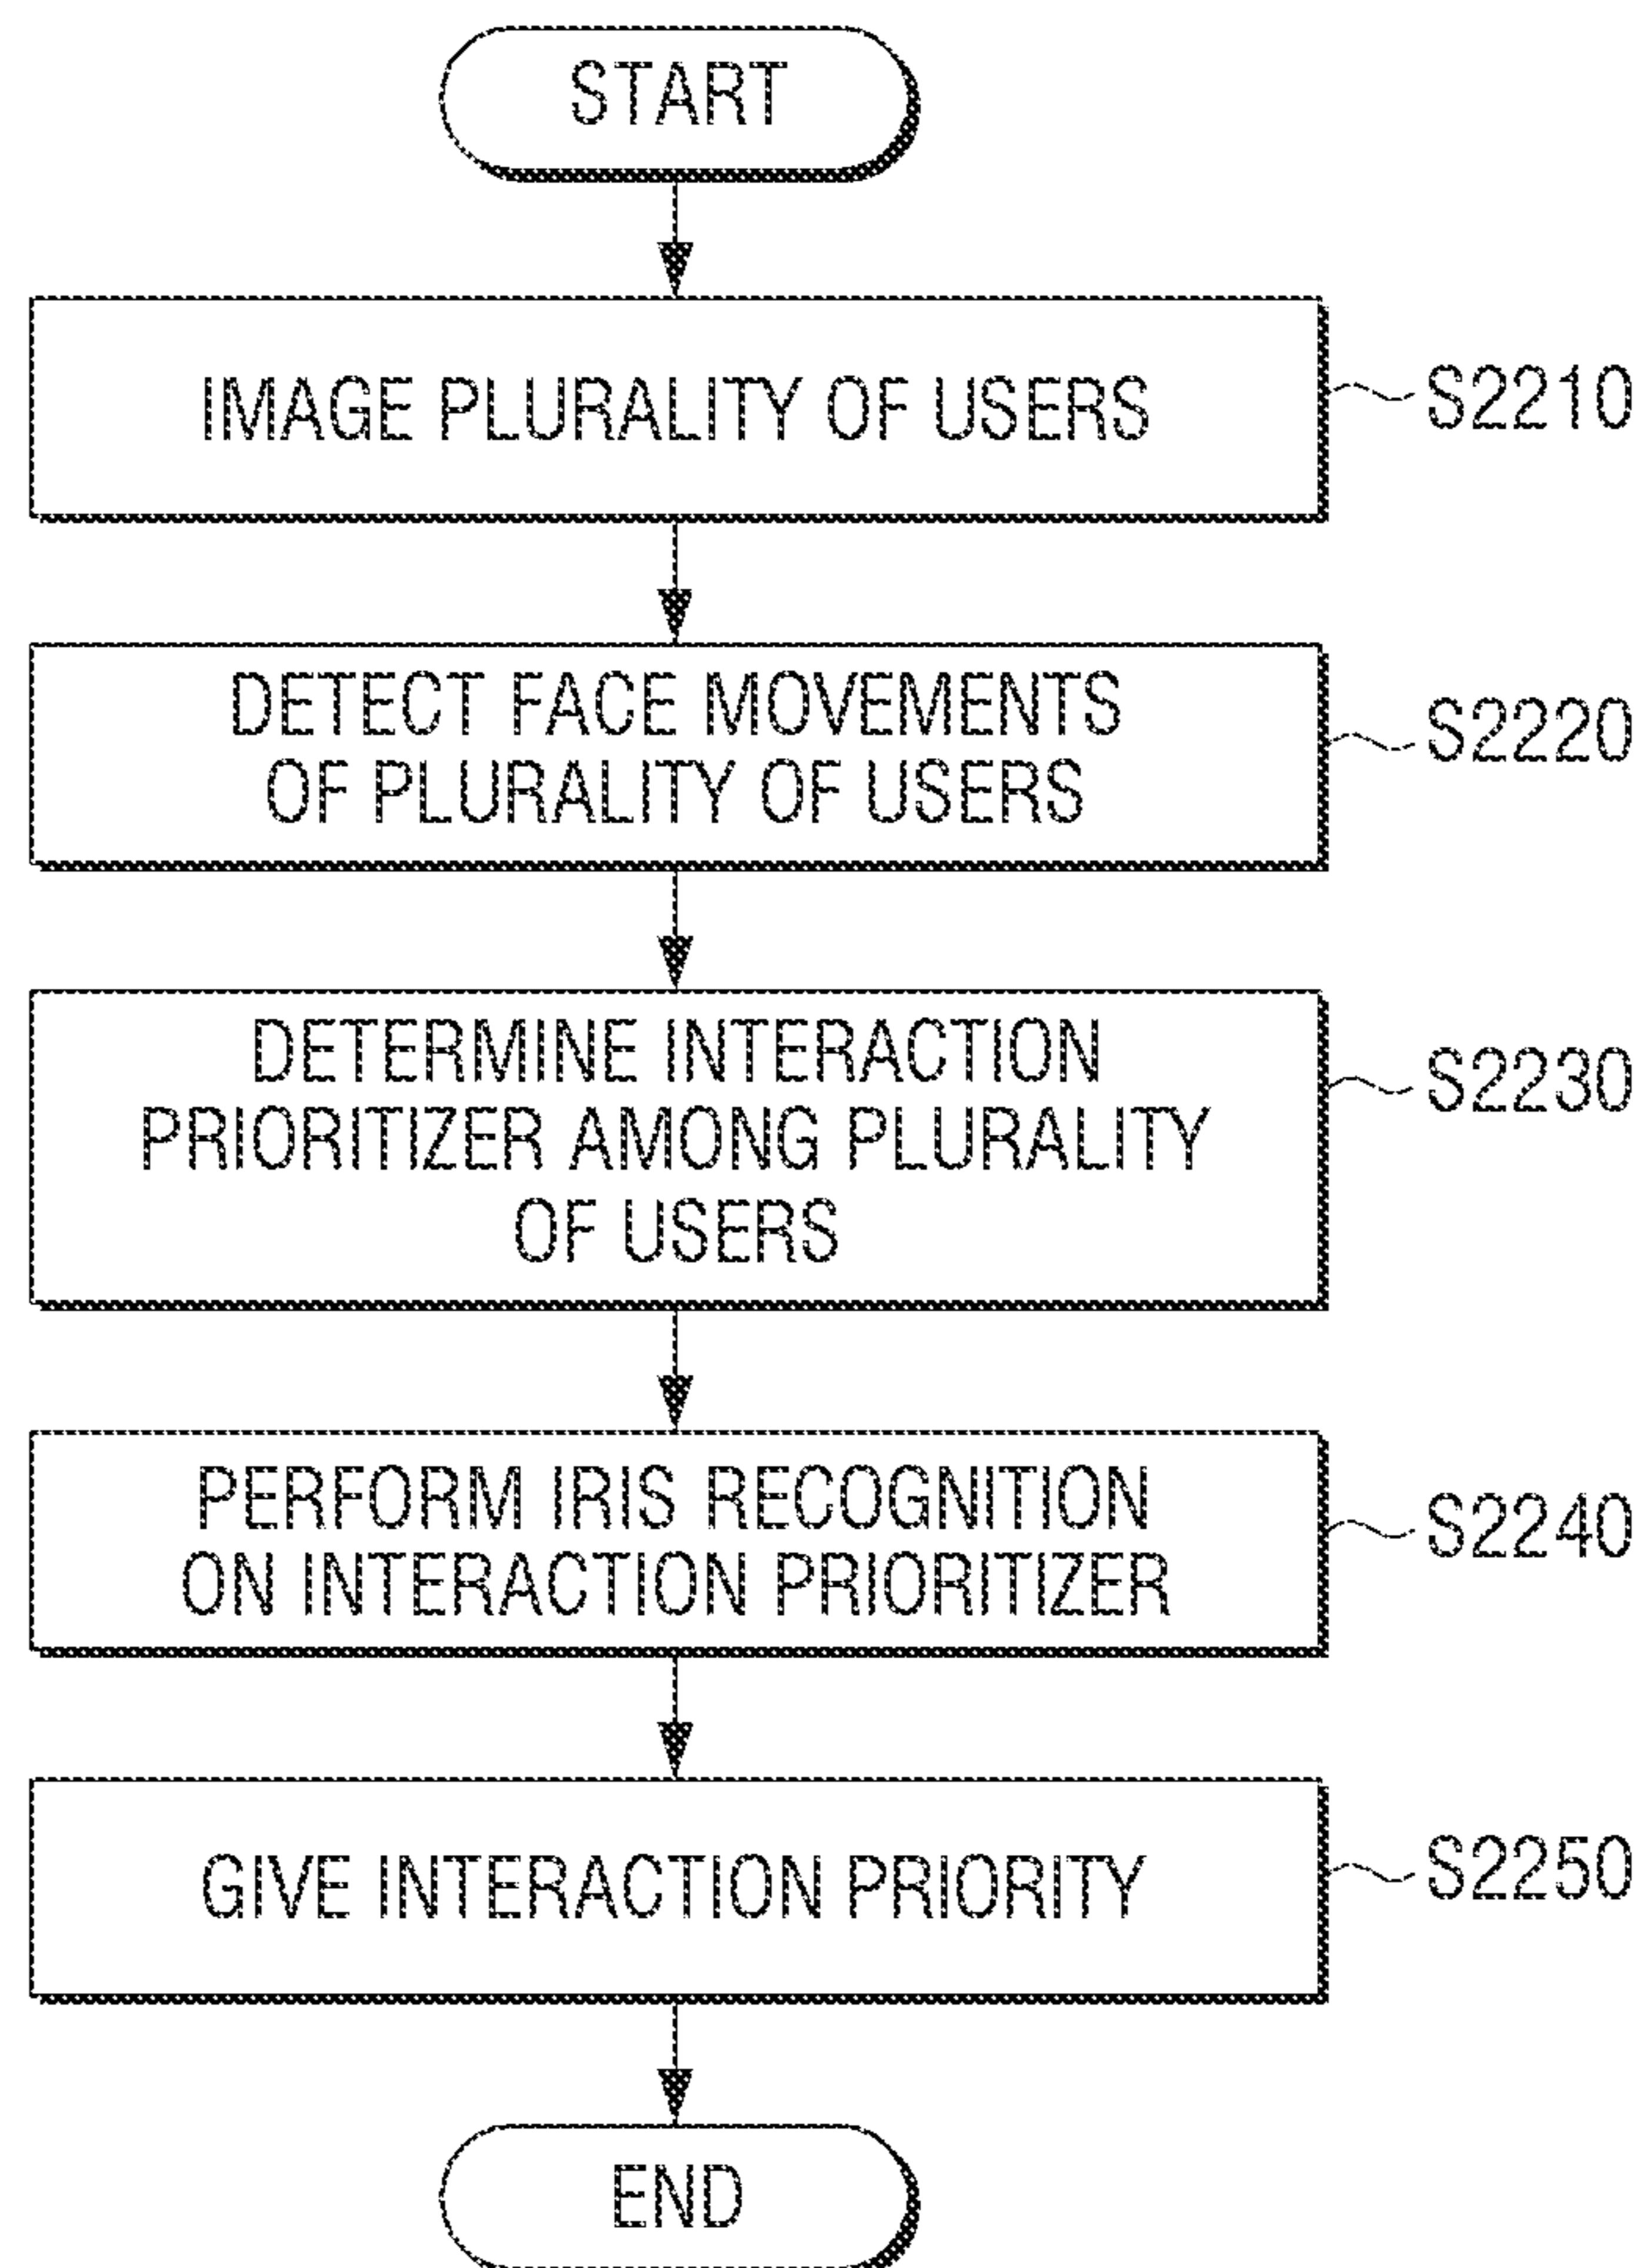 START
IMAGE PLURALITY OF USERS
S2210
DETECT FACE MOVEMENTS
OF PLURALITY OF USERS
S2220
DETERMINE INTERACTION
PRIORITIZER AMONG PLURALITY
OF USERS
S2230
PERFORM IRIS RECOGNITION
ON INTERACTION PRIORITIZER
S2240
GIVE INTERACTION PRIORITY
S2250
END